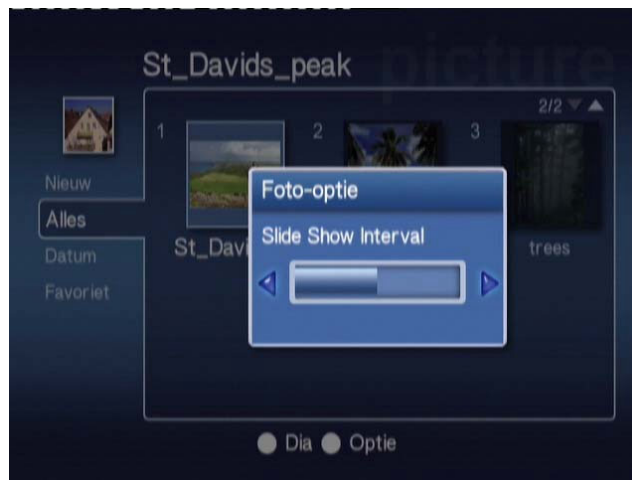 St_Davids_peak
picture
2/2
1
2
3
Nieuw
Alles
Datum
Favoriet
St_Davi
trees
Foto-optie
Slide Show Interval
Dia
Optie